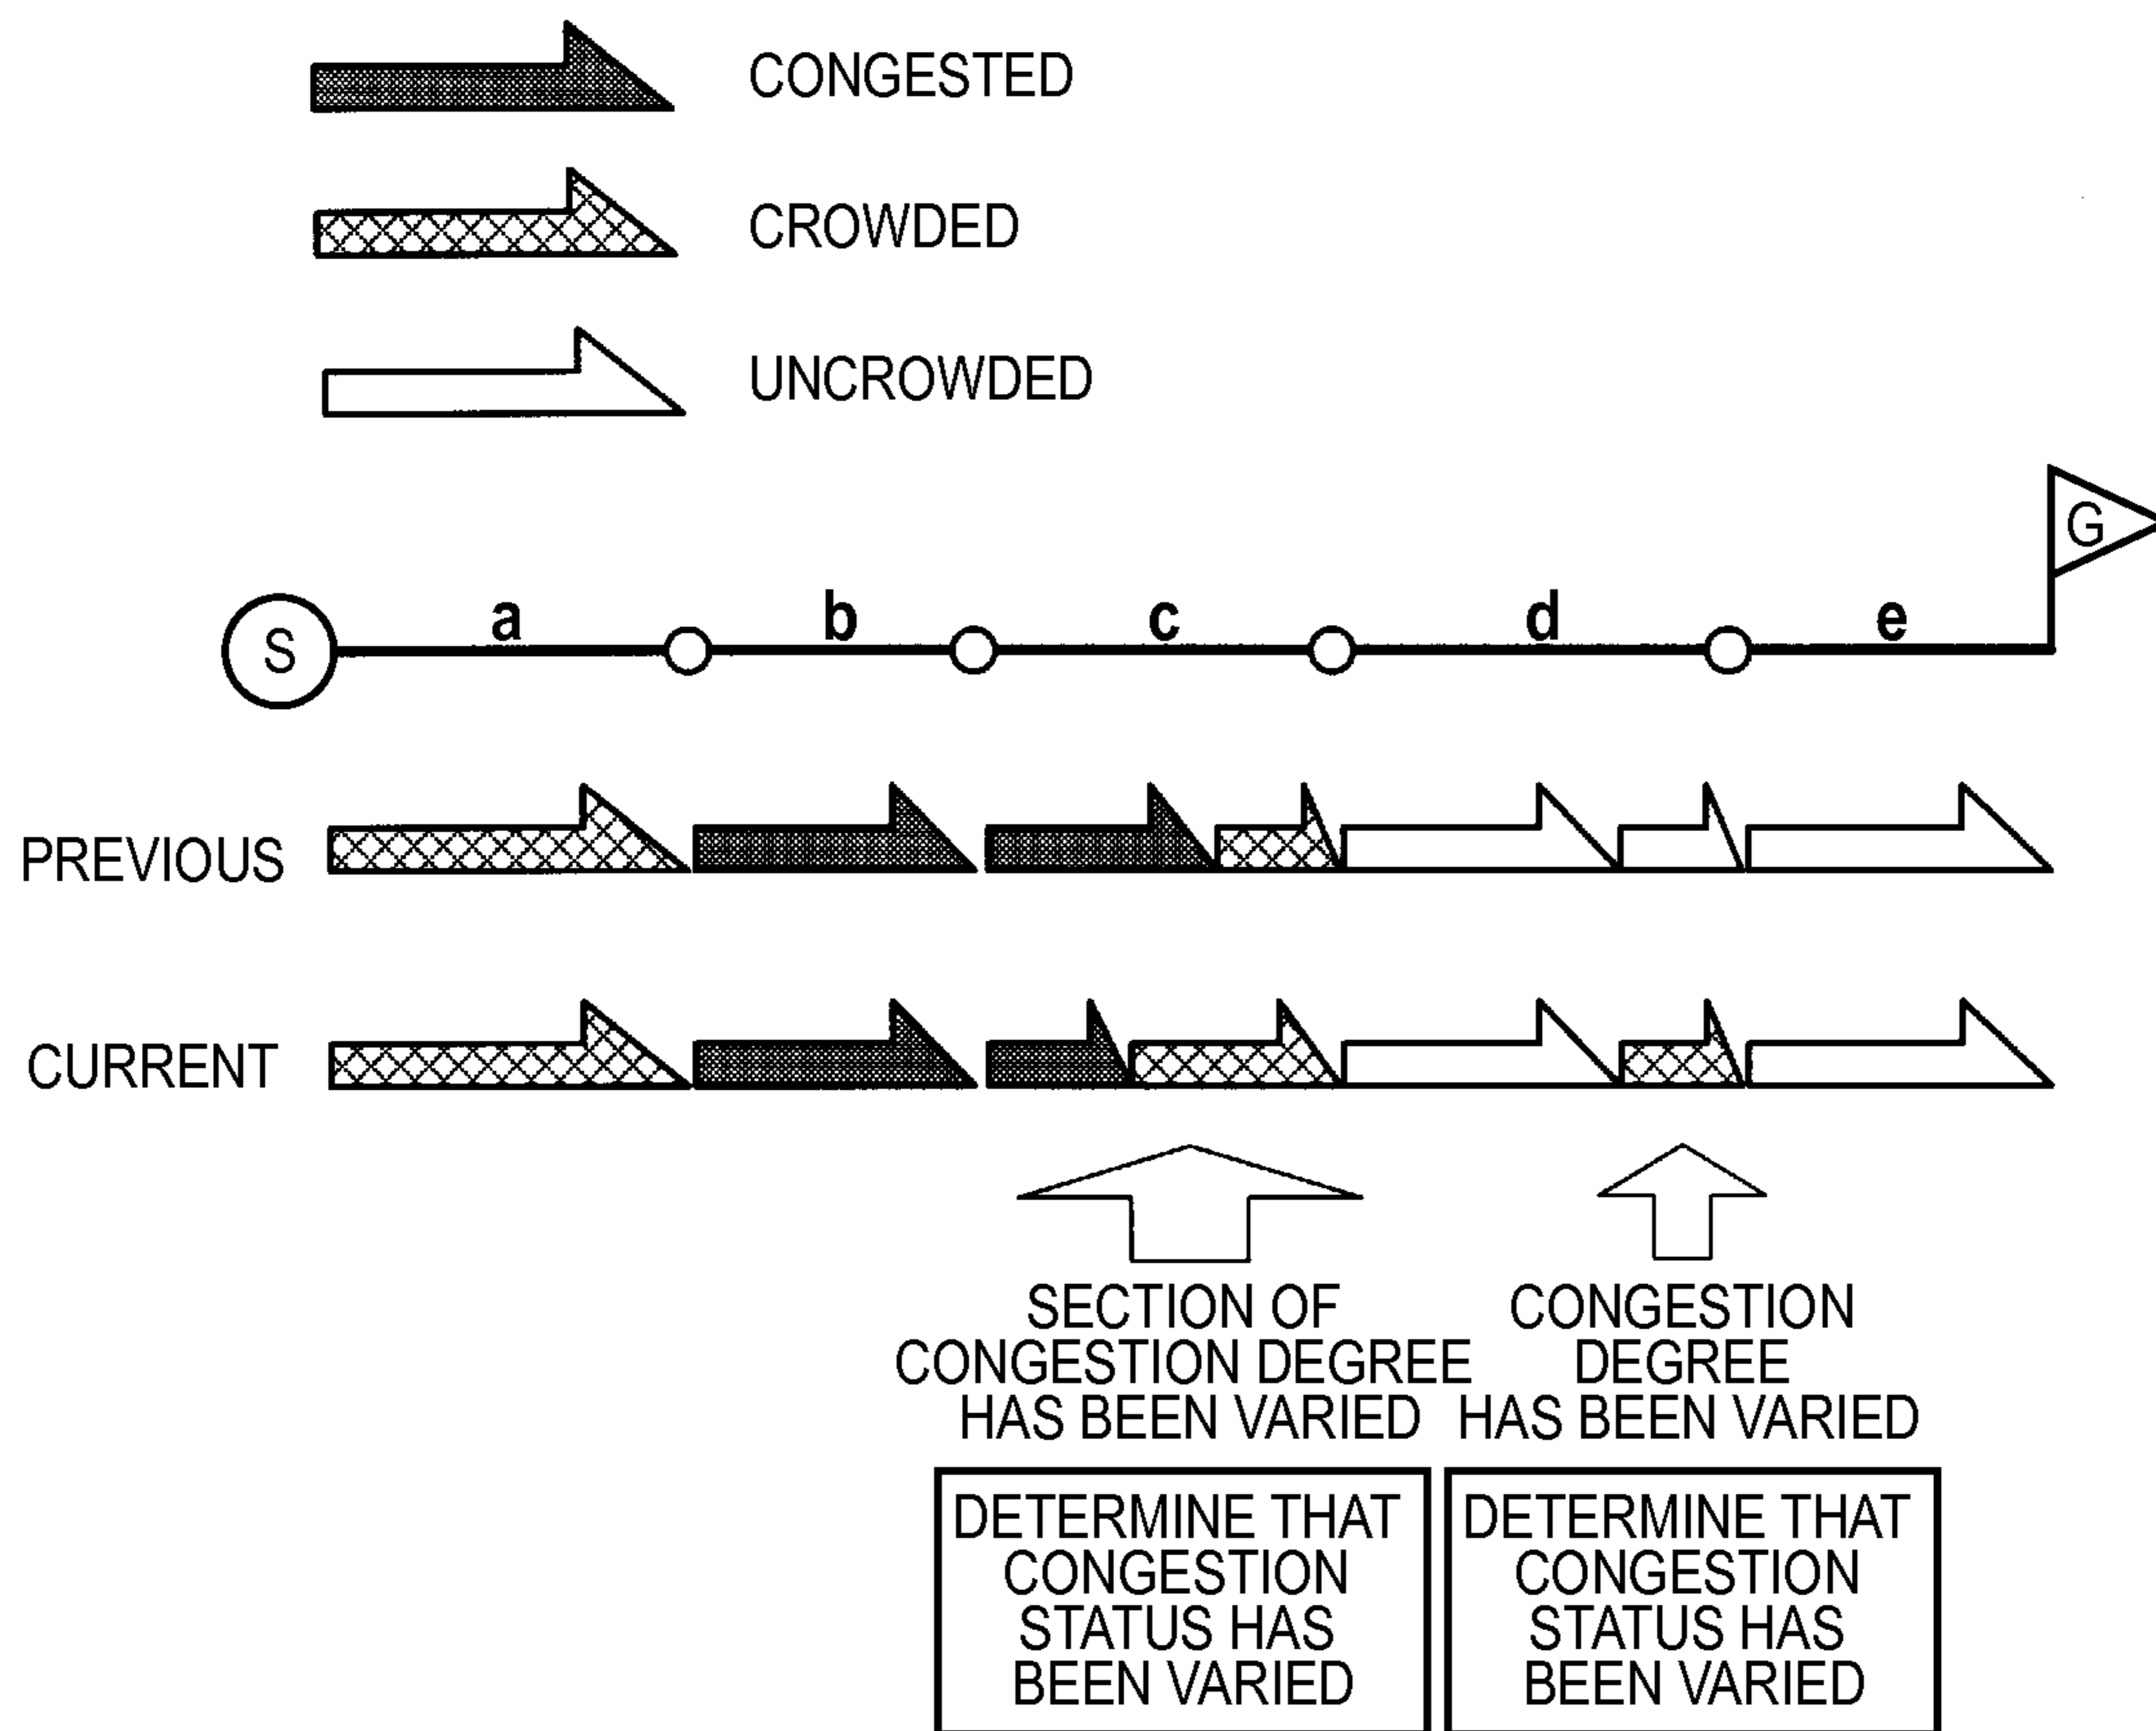 CONGESTED
CROWDED
UNCROWDED
G
S
a
b
c
d
e
PREVIOUS
CURRENT
SECTION OF
CONGESTION DEGREE
HAS BEEN VARIED
CONGESTION
DEGREE
HAS BEEN VARIED
DETERMINE THAT
CONGESTION
STATUS HAS
BEEN VARIED
DETERMINE THAT
CONGESTION
STATUS HAS
BEEN VARIED